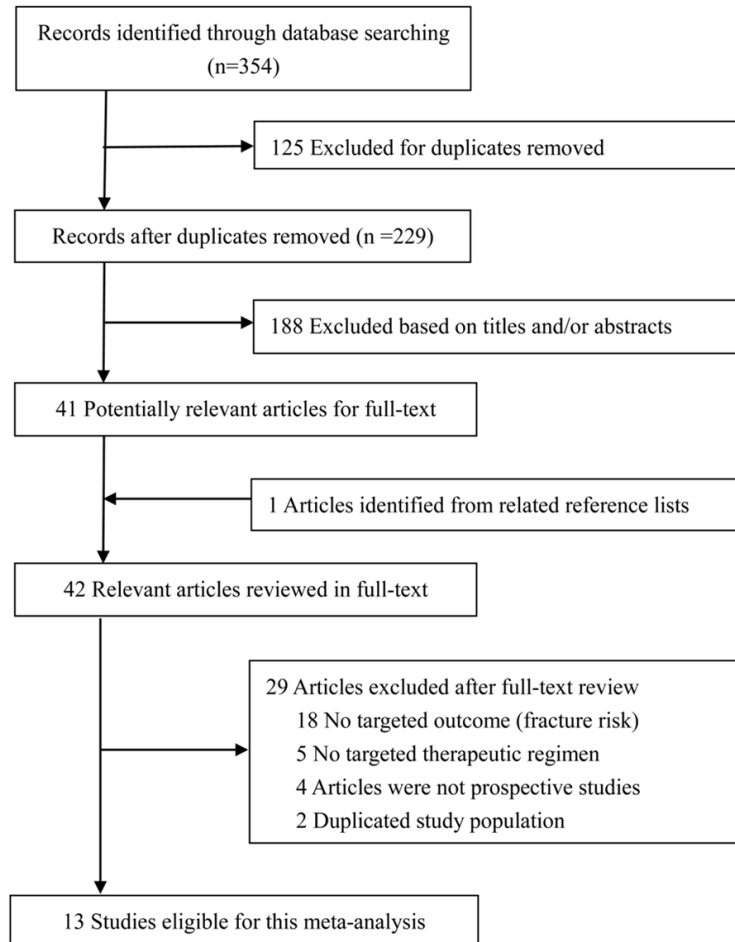 Records identified through database searching
(n=354)
125 Excluded for duplicates removed
Records after duplicates removed (n =229)
188 Excluded based on titles and/or abstracts
41 Potentially relevant articles for full-text
1 Articles identified from related reference lists
42 Relevant articles reviewed in full-text
29 Articles excluded after full-text review
18 No targeted outcome (fracture risk)
5 No targeted therapeutic regimen
4 Articles were not prospective studies
2 Duplicated study population
13 Studies eligible for this meta-analysis